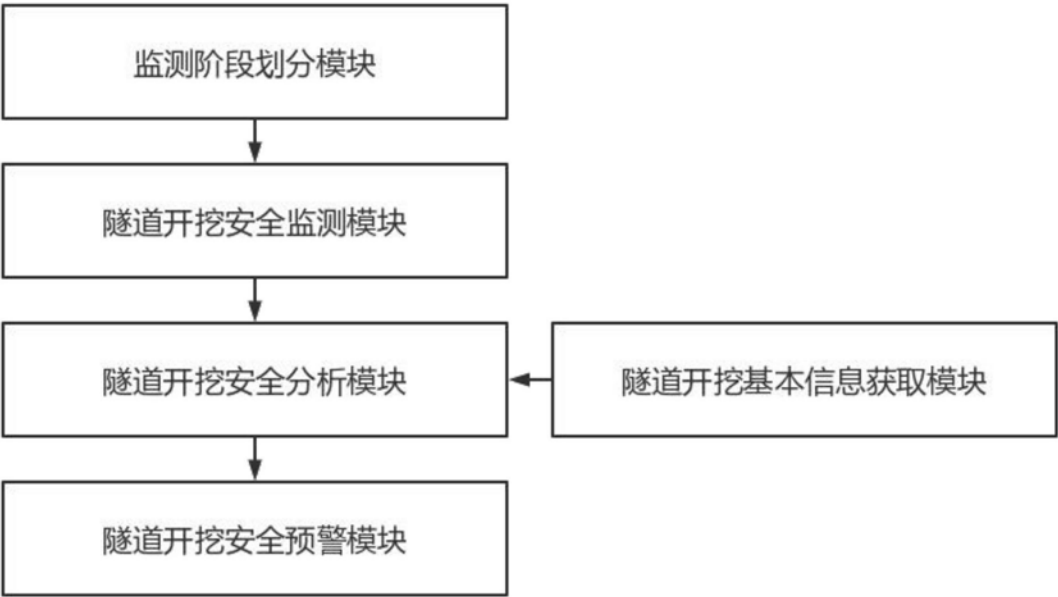 监测阶段划分模块
隧道开挖安全监测模块
隧道开挖安全分析模块
隧道开挖基本信息获取模块
隧道开挖安全预警模块